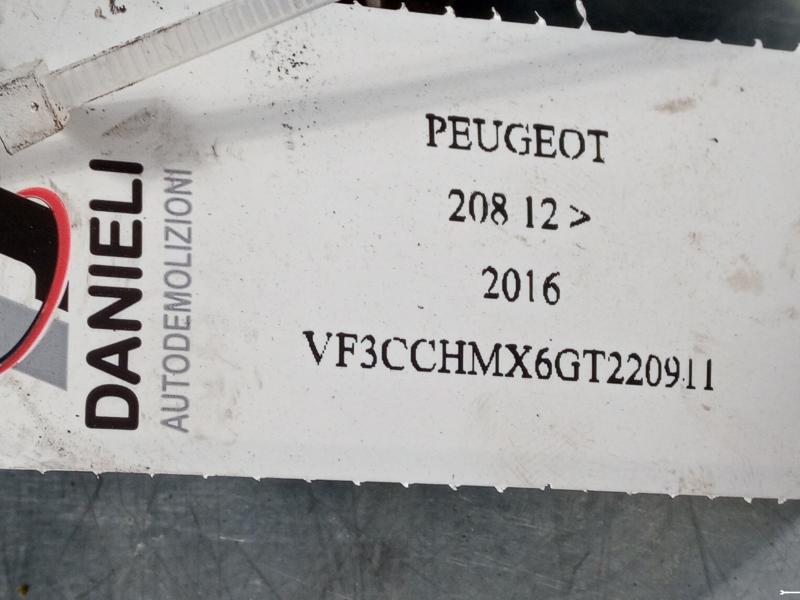 PEUGEOT
208 12 >
2016
VF3CCHMX6GT220911
DANIELI
AUTODEMOLIZIONI